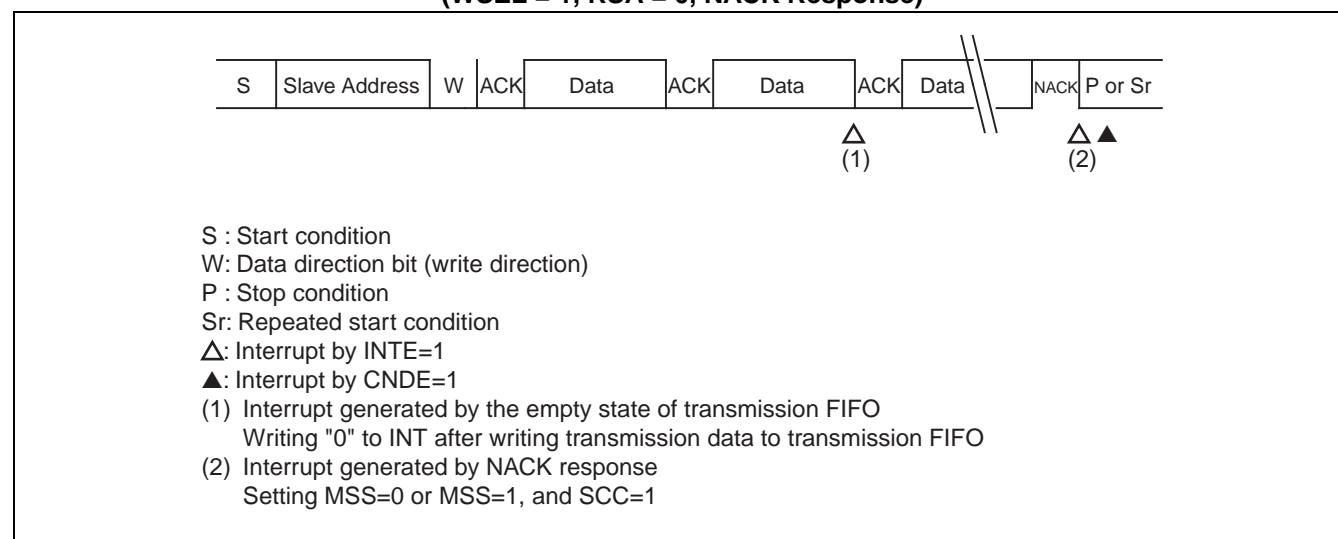 S Slave Address W ACK Data ACK Data ACK Data NACK P or Sr
△ △ ▲
(1) (2)
S : Start condition
W: Data direction bit (write direction)
P : Stop condition
Sr: Repeated start condition
△: Interrupt by INTE=1
▲: Interrupt by CNDE=1
(1) Interrupt generated by the empty state of transmission FIFO
Writing "0" to INT after writing transmission data to transmission FIFO
(2) Interrupt generated by NACK response
Setting MSS=0 or MSS=1, and SCC=1